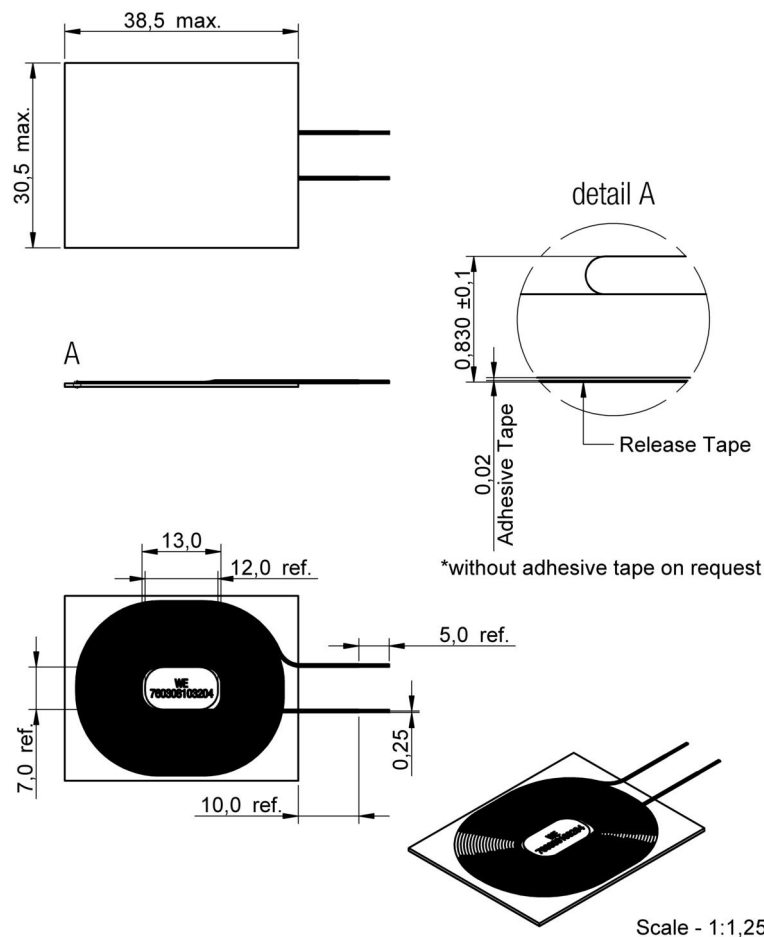 38,5 max.
30,5 max.
detail A
0,830 ±0,1
A
Release Tape
0,02
Adhesive Tape
*without adhesive tape on request
13,0
12,0 ref.
5,0 ref.
WE
760308103204
7,0 ref.
0,25
10,0 ref.
WE
760308103204
Scale - 1:1,25